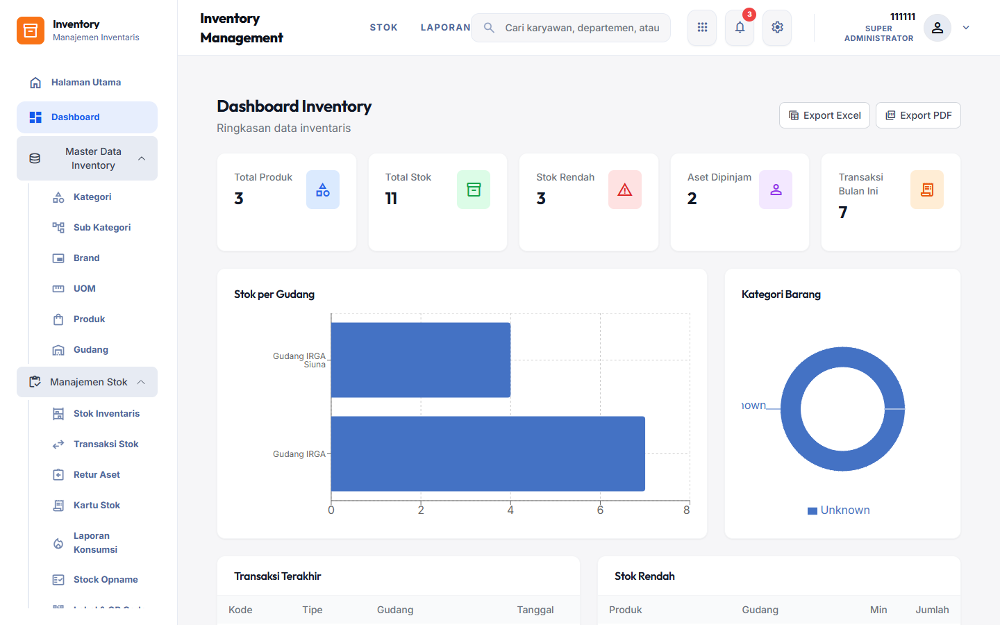 Inventory
Manajemen Inventaris
Halaman Utama
Dashboard
Master Data
Inventory
Kategori
Sub Kategori
Brand
UOM
Produk
Gudang
Manajemen Stok
Stok Inventaris
Transaksi Stok
Retur Aset
Kartu Stok
Laporan
Konsumsi
Stock Opname
Inventory
Management
STOK
LAPORAN
Cari karyawan, departemen, atau
3
111111
SUPER
ADMINISTRATOR
Dashboard Inventory
Ringkasan data inventaris
Export Excel
Export PDF
Total Produk
3
Total Stok
11
Stok Rendah
3
Aset Dipinjam
2
Transaksi
Bulan Ini
7
Stok per Gudang
Gudang IRGA
Siuna
Gudang IRGA
0 2 4 6 8
Kategori Barang
nown
Unknown
Transaksi Terakhir
Kode Tipe Gudang Tanggal
Stok Rendah
Produk Gudang Min Jumlah